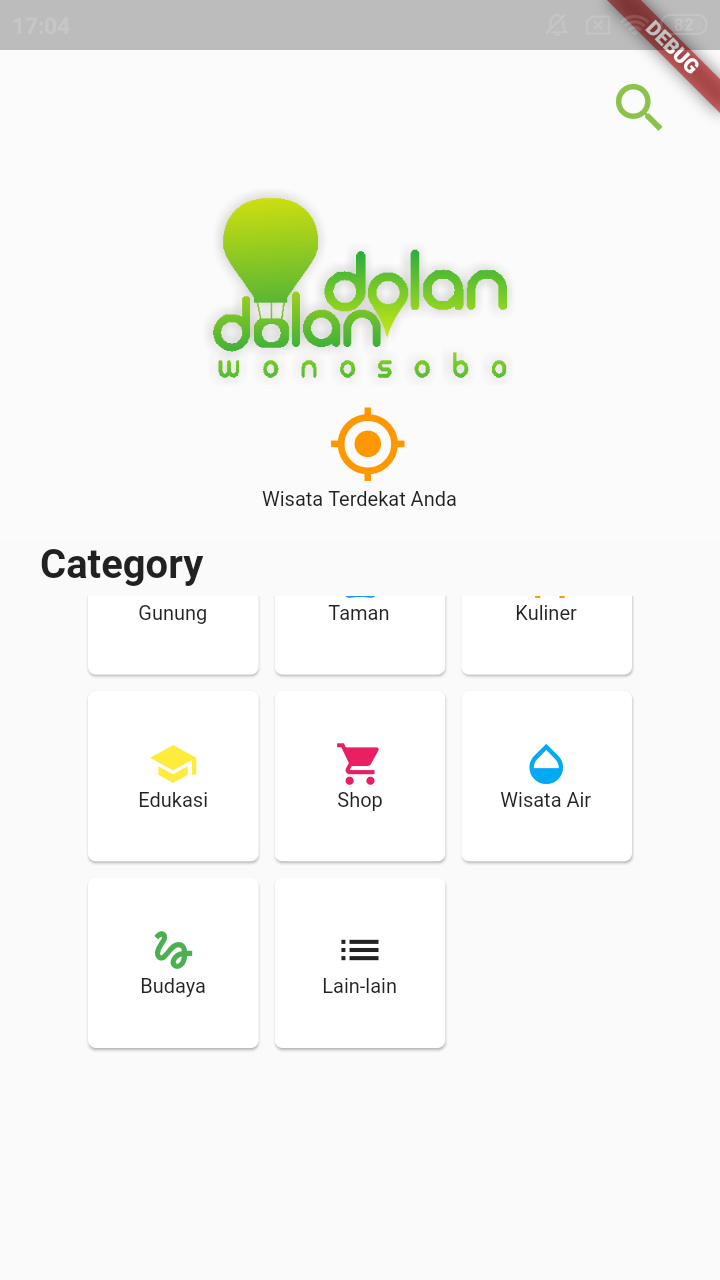 17:04
82
DEBUG
dolan
dolan
wonosobo
Wisata Terdekat Anda
Category
Gunung Taman Kuliner
Edukasi Shop Wisata Air
Budaya Lain-lain